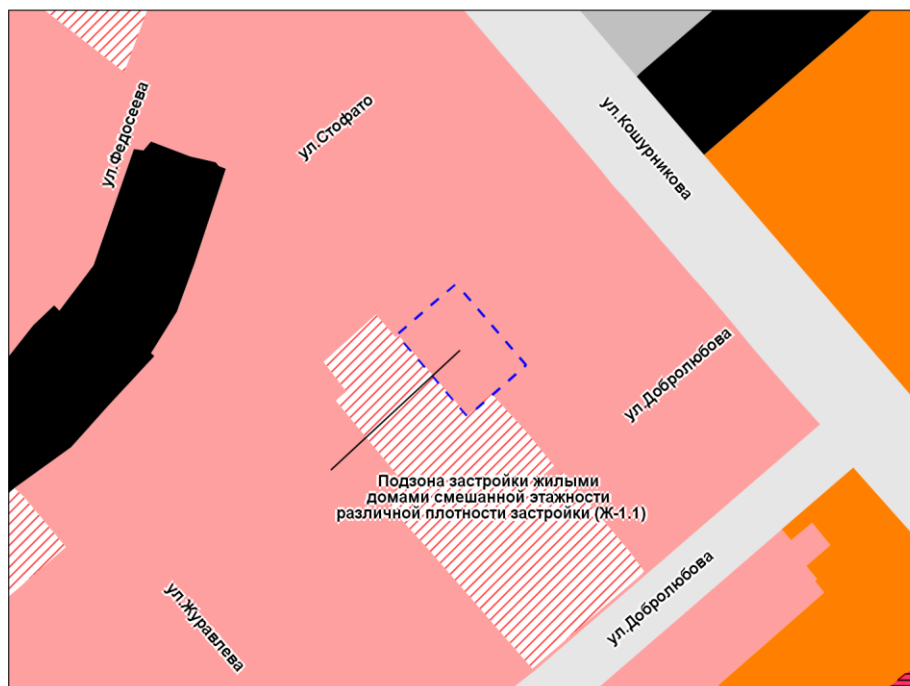 ул.Федосеева
ул.Стофато
ул.Кошурникова
ул.Добролюбова
Подзона застройки жилыми
домами смешанной этажности
различной плотности застройки (Ж-1.1)
ул.Добролюбова
ул.Журавлева